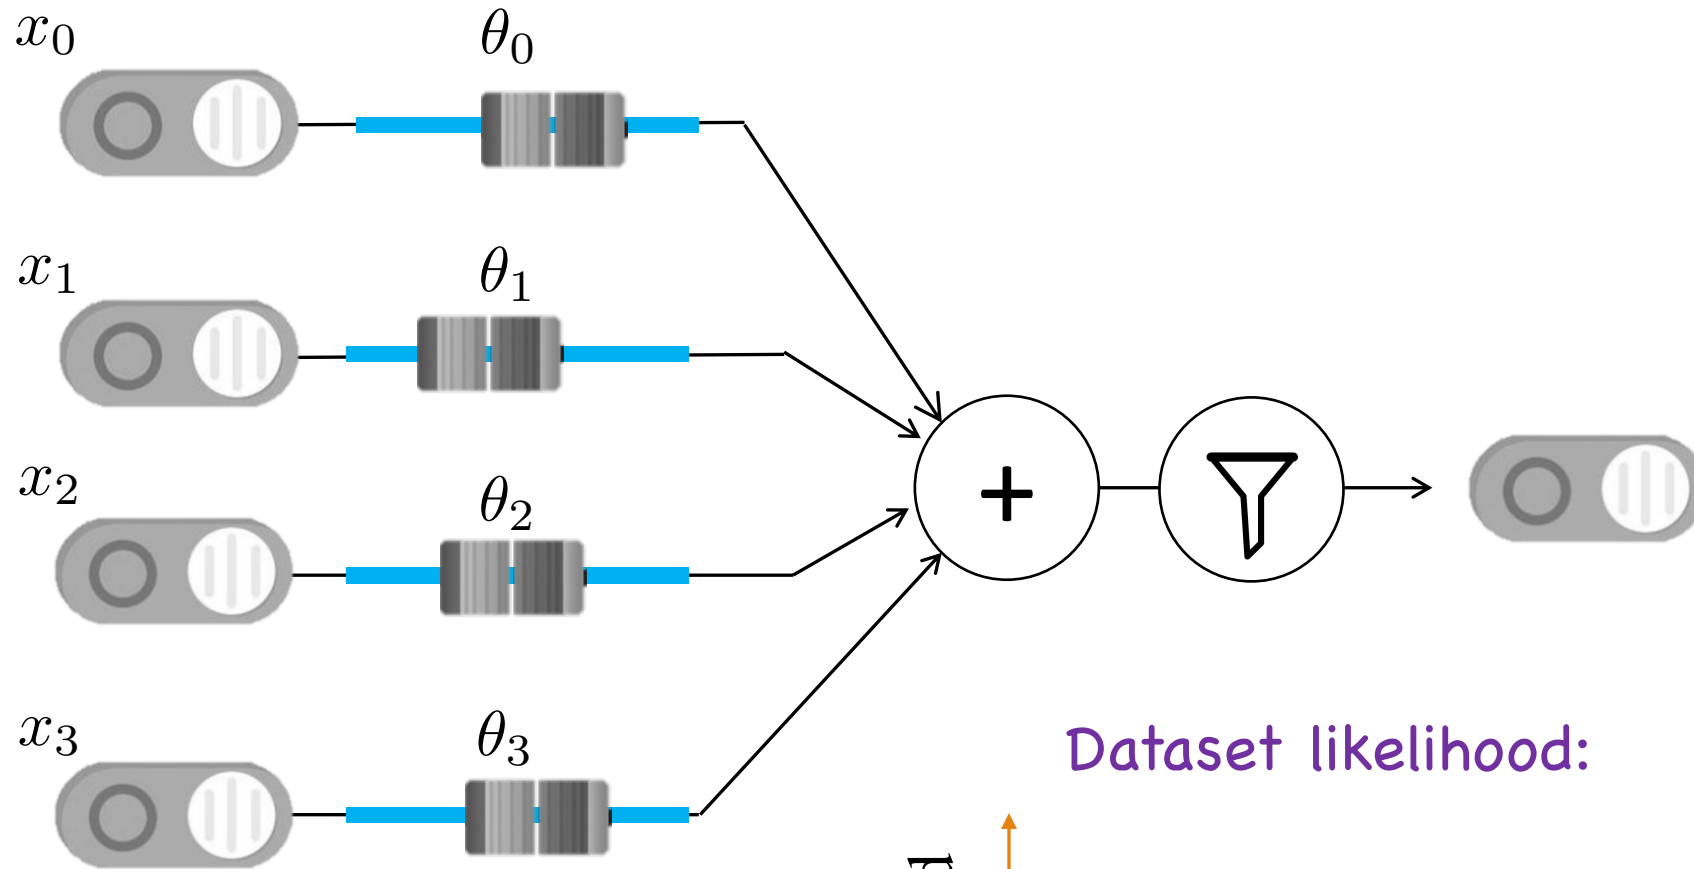 x₀
θ₀
x₁
θ₁
x₂
θ₂
+
x₃
θ₃
Dataset likelihood: